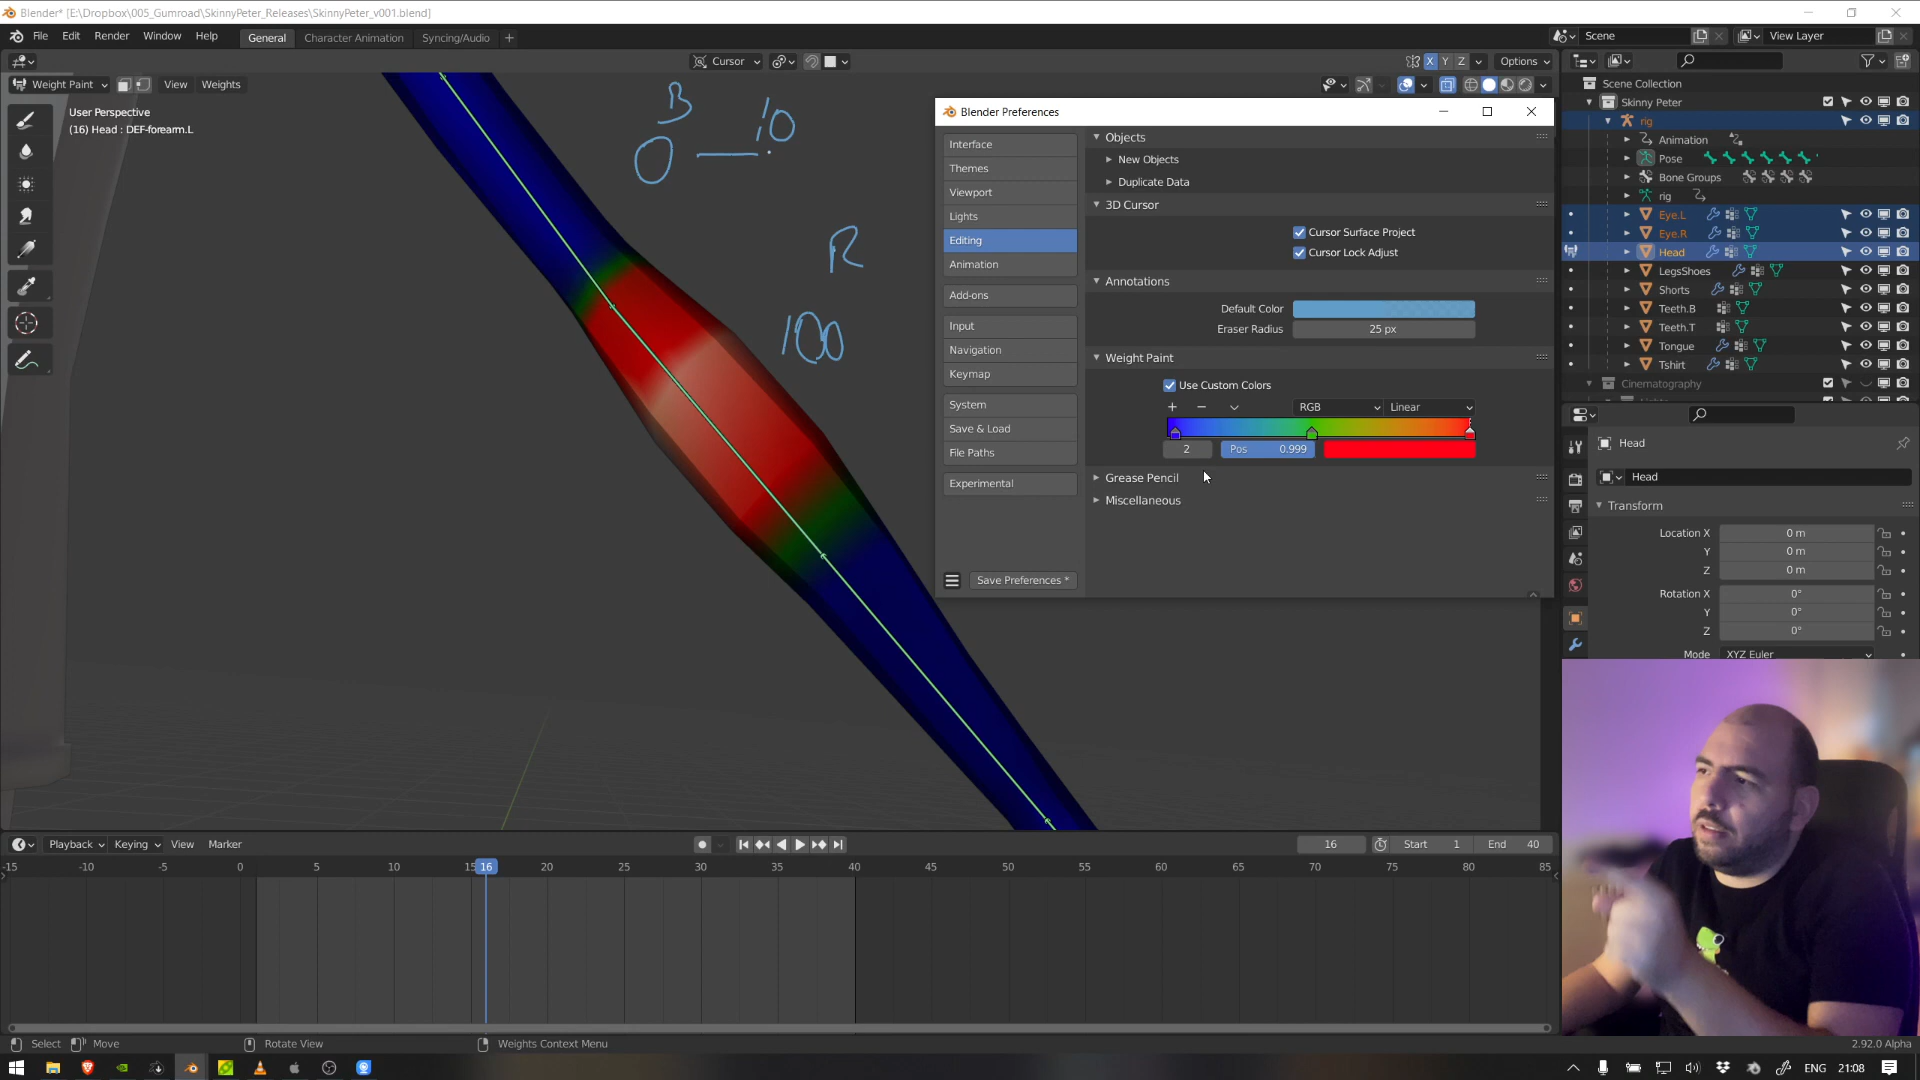 Blender* [E:\Dropbox\005_Gumroad\SkinnyPeter_Releases\SkinnyPeter_v001.blend]
File Edit Render Window Help General Character Animation Syncing/Audio + Scene View Layer
Cursor X Y Z Options
Weight Paint View Weights
User Perspective
(16) Head : DEF-forearm.L
B
0 — 10
R
100
Blender Preferences
Interface
Themes
Viewport
Lights
Editing
Animation
Add-ons
Input
Navigation
Keymap
System
Save & Load
File Paths
Experimental
Save Preferences *
Objects
New Objects
Duplicate Data
3D Cursor
Cursor Surface Project
Cursor Lock Adjust
Annotations
Default Color
Eraser Radius 25 px
Weight Paint
Use Custom Colors
+ − RGB Linear
2 Pos 0.999
Grease Pencil
Miscellaneous
Scene Collection
Skinny Peter
rig
Animation
Pose
Bone Groups
rig
Eye.L
Eye.R
Head
LegsShoes
Shorts
Teeth.B
Teeth.T
Tongue
Tshirt
Cinematography
Head
Head
Transform
Location X 0 m
Y 0 m
Z 0 m
Rotation X 0°
Y 0°
Z 0°
Mode XYZ Euler
Playback Keying View Marker 16 Start 1 End 40
-15 -10 -5 0 5 10 15 16 20 25 30 35 40 45 50 55 60 65 70 75 80 85
Select Move Rotate View Weights Context Menu 2.92.0 Alpha
ENG 21:08